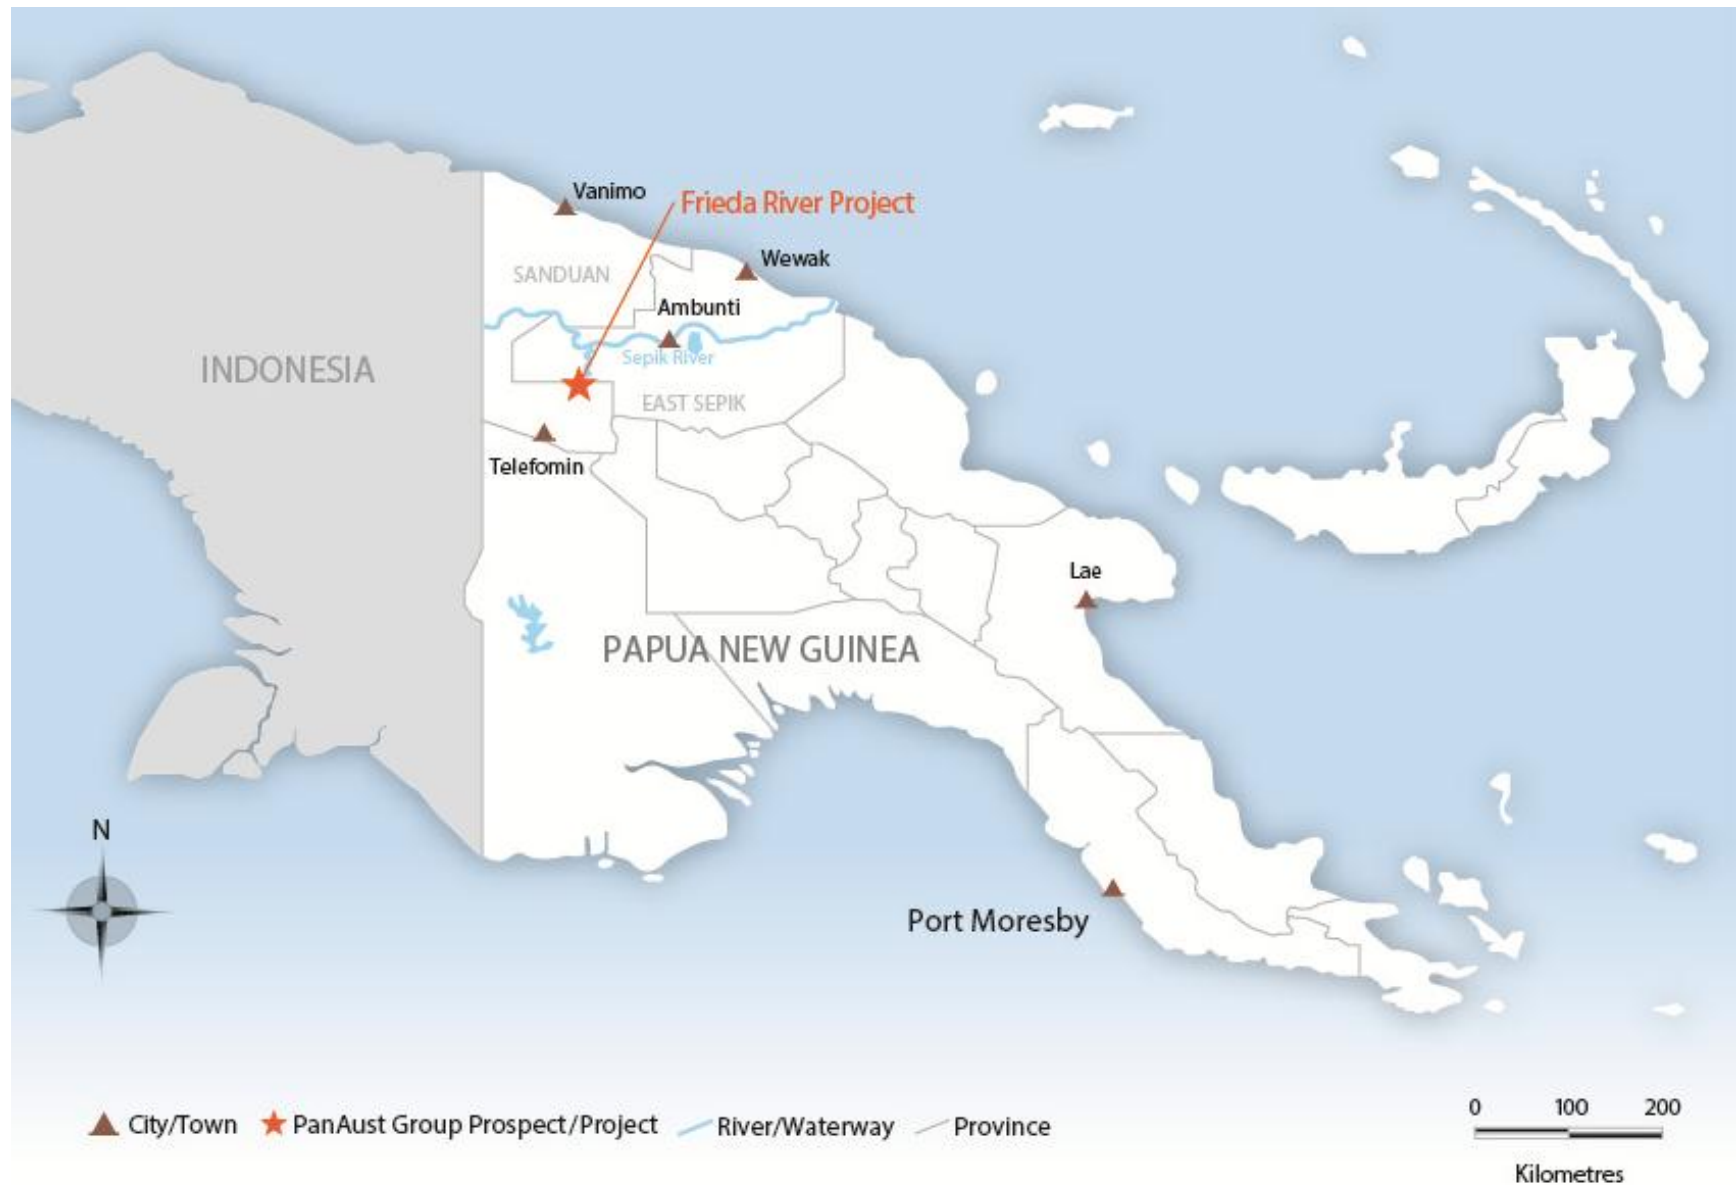 Vanimo
Frieda River Project
Wewak
SANDUAN
Ambunti
INDONESIA
Sepik River
EAST SEPIK
Telefomin
Lae
PAPUA NEW GUINEA
N
Port Moresby
0 100 200
City/Town PanAust Group Prospect/Project River/Waterway Province
Kilometres